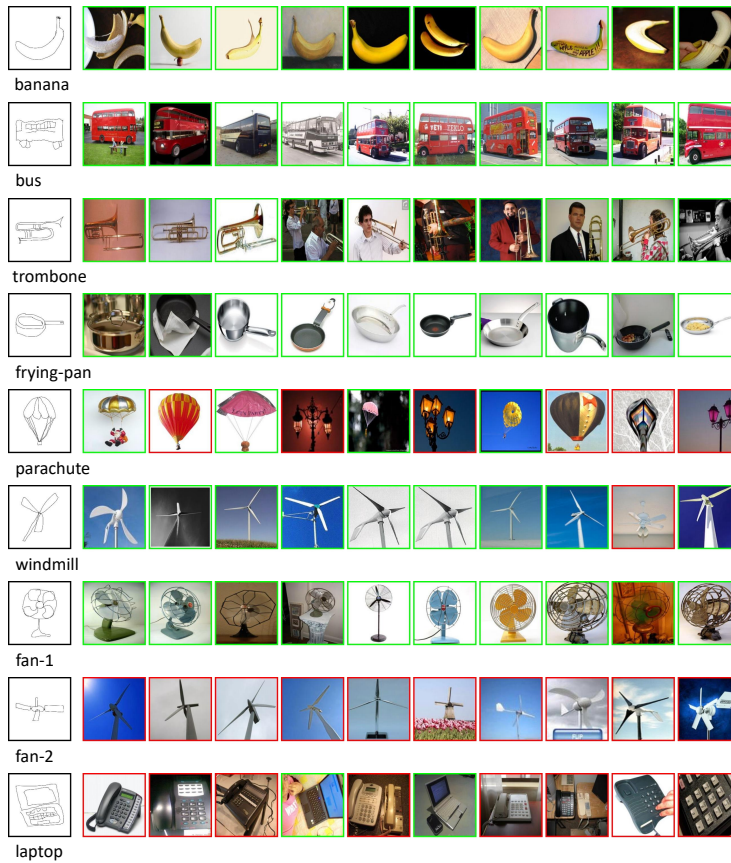 banana
bus
trombone
frying-pan
parachute
windmill
fan-1
fan-2
laptop